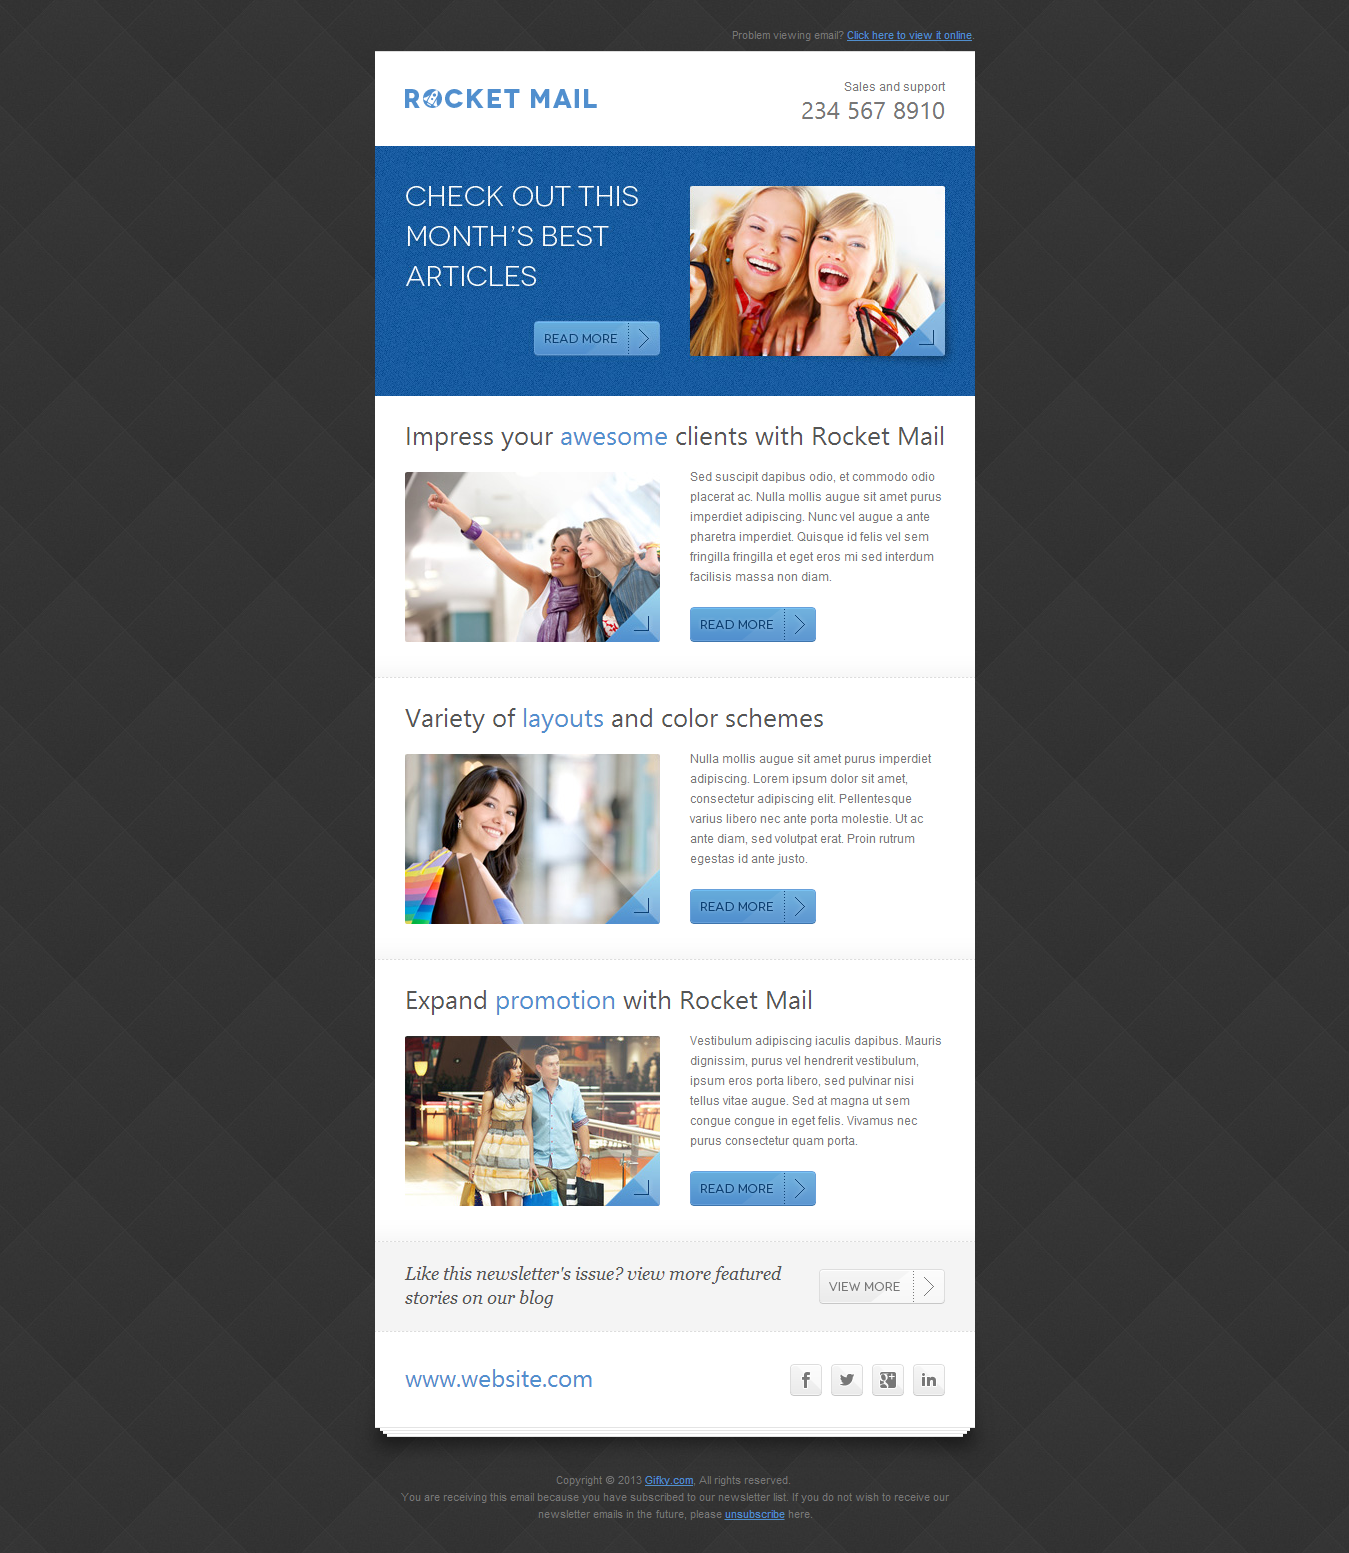 Problem viewing email? Click here to view it online.
ROCKET MAIL
Sales and support
234 567 8910
CHECK OUT THIS
MONTH'S BEST
ARTICLES
READ MORE
Impress your awesome clients with Rocket Mail
Sed suscipit dapibus odio, et commodo odio
placerat ac. Nulla mollis augue sit amet purus
imperdiet adipiscing. Nunc vel augue a ante
pharetra imperdiet. Quisque id felis vel sem
fringilla fringilla et eget eros mi sed interdum
facilisis massa non diam.
READ MORE
Variety of layouts and color schemes
Nulla mollis augue sit amet purus imperdiet
adipiscing. Lorem ipsum dolor sit amet,
consectetur adipiscing elit. Pellentesque
varius libero nec ante porta molestie. Ut ac
ante diam, sed volutpat erat. Proin rutrum
egestas id ante justo.
READ MORE
Expand promotion with Rocket Mail
Vestibulum adipiscing iaculis dapibus. Mauris
dignissim, purus vel hendrerit vestibulum,
ipsum eros porta libero, sed pulvinar nisi
tellus vitae augue. Sed at magna ut sem
congue congue in eget felis. Vivamus nec
purus consectetur quam porta.
READ MORE
Like this newsletter's issue? view more featured
stories on our blog
VIEW MORE
www.website.com
Copyright © 2013 Gifky.com, All rights reserved.
You are receiving this email because you have subscribed to our newsletter list. If you do not wish to receive our
newsletter emails in the future, please unsubscribe here.